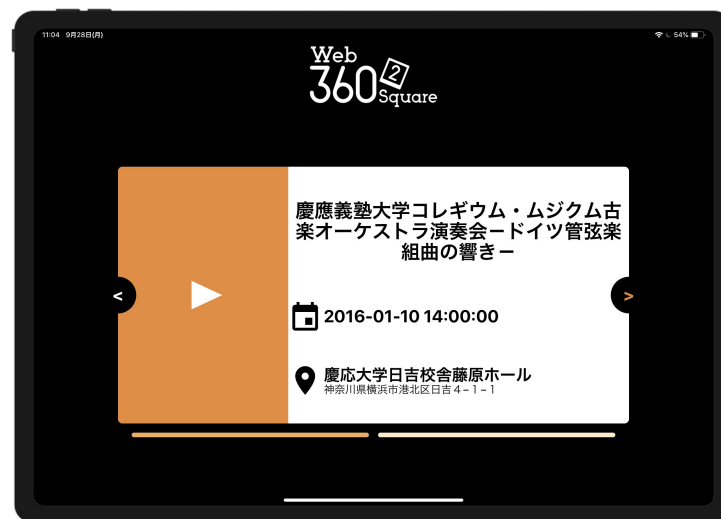 11:04 9月28日(月)
54%
Web
360 2
Square
慶應義塾大学コレギウム・ムジクム古
楽オーケストラ演奏会ードイツ管弦楽
組曲の響きー
<
>
2016-01-10 14:00:00
慶応大学日吉校舎藤原ホール
神奈川県横浜市港北区日吉４−１−１